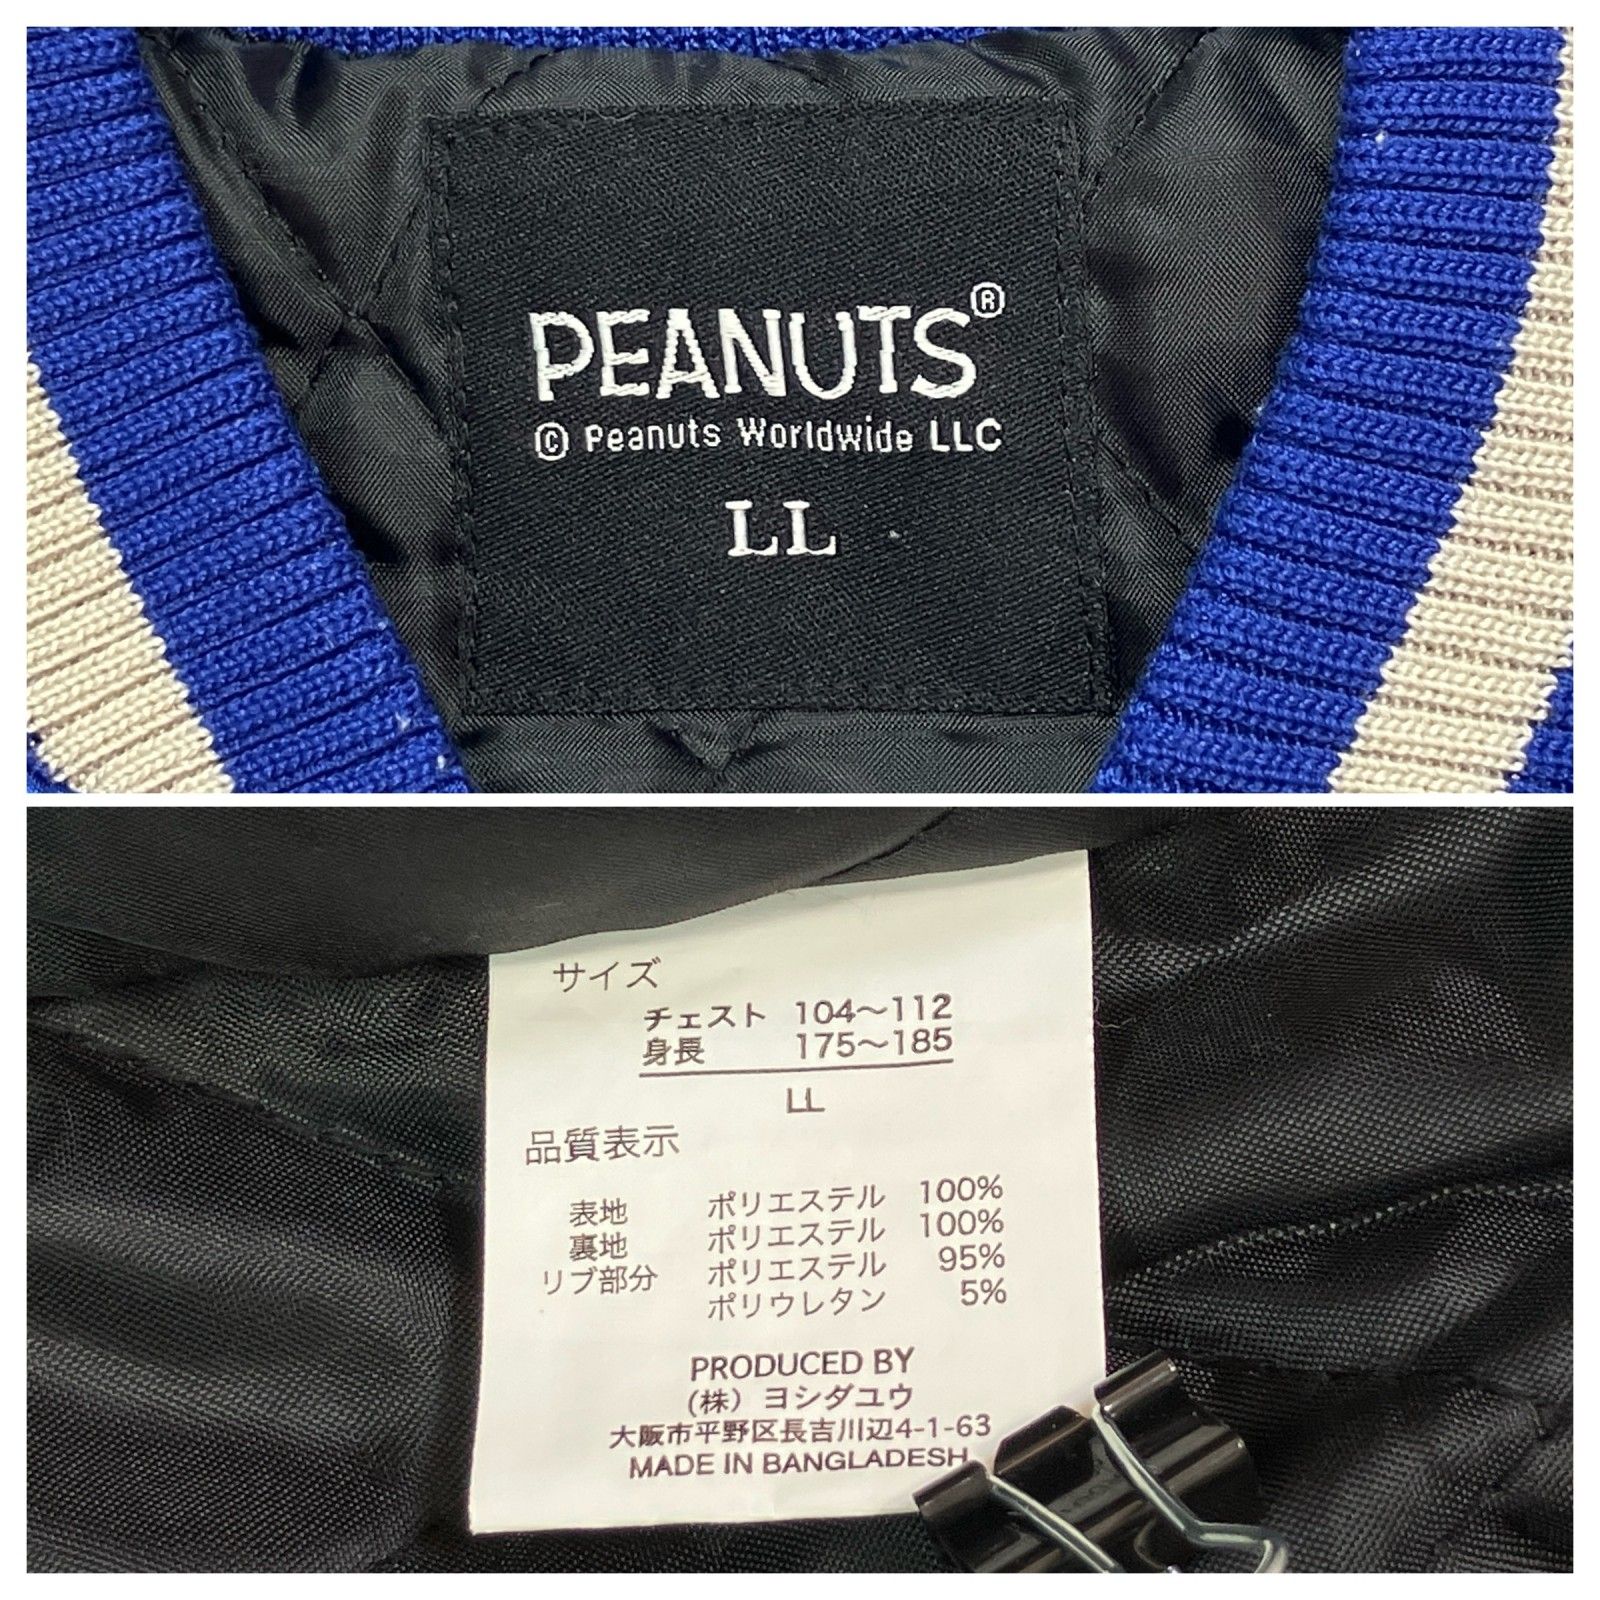 PEANUTS®
© Peanuts Worldwide LLC
LL
サイズ
チェスト 104～112
身長 175～185
LL
品質表示
表地 ポリエステル 100%
裏地 ポリエステル 100%
リブ部分 ポリエステル 95%
ポリウレタン 5%
PRODUCED BY
(株) ヨシダユウ
大阪市平野区長吉川辺4-1-63
MADE IN BANGLADESH